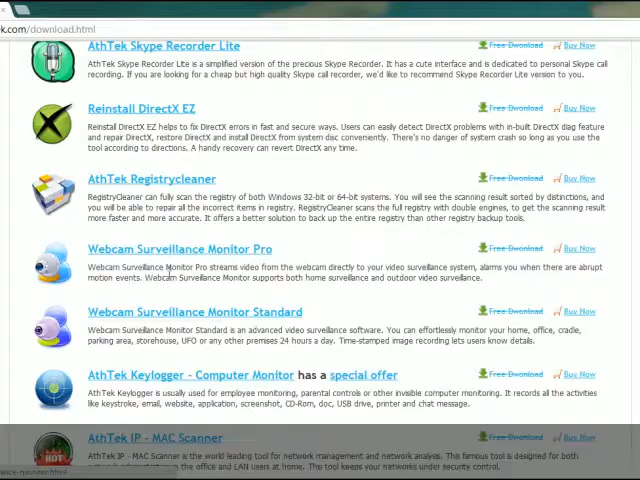 k.com/download.html
AthTek Skype Recorder Lite
Free Dwonload Buy Now
AthTek Skype Recorder Lite is a simplified version of the precious Skype Recorder. It has a cute interface and is dedicated to personal Skype call
recording. If you are looking for a cheap but high quality Skype call recorder, we'd like to recommend Skype Recorder Lite version to you.
Reinstall DirectX EZ
Free Dwonload Buy Now
Reinstall DirectX EZ helps to fix DirectX errors in fast and secure ways. Users can easily detect DirectX problems with in-built DirectX diag feature
and repair DirectX, restore DirectX and install DirectX from system disc conveniently. There's no danger of system crash so long as you use the
tool according to directions. A handy recovery can revert DirectX any time.
AthTek Registrycleaner
Free Dwonload Buy Now
RegistryCleaner can fully scan the registry of both Windows 32-bit or 64-bit systems. You will see the scanning result sorted by distinctions, and
you will be able to repair all the incorrect items in registry. RegistryCleaner scans the full registry with double engines, to get the scanning result
more faster and more accurate. It offers a better solution to back up the entire registry than other registry backup tools.
Webcam Surveillance Monitor Pro
Free Dwonload Buy Now
Webcam Surveillance Monitor Pro streams video from the webcam directly to your video surveillance system, alarms you when there are abrupt
motion events. Webcam Surveillance Monitor supports both home surveillance and outdoor video surveillance.
Webcam Surveillance Monitor Standard
Free Dwonload Buy Now
Webcam Surveillance Monitor Standard is an advanced video surveillance software. You can effortlessly monitor your home, office, cradle,
parking area, storehouse, UFO or any other premises 24 hours a day. Time-stamped image recording lets users know details.
AthTek Keylogger - Computer Monitor has a special offer
Free Dwonload Buy Now
AthTek Keylogger is usually used for employee monitoring, parental controls or other invisible computer monitoring. It records all the activities
like keystroke, email, website, application, screenshot, CD-Rom, doc, USB drive, printer and chat message.
AthTek IP - MAC Scanner
Free Dwonload Buy Now
HOT
AthTek IP - MAC Scanner is the world leading tool for network management and network analysis. This famous tool is designed for both
in the office and LAN users at home. This tool keeps your networks under security control.